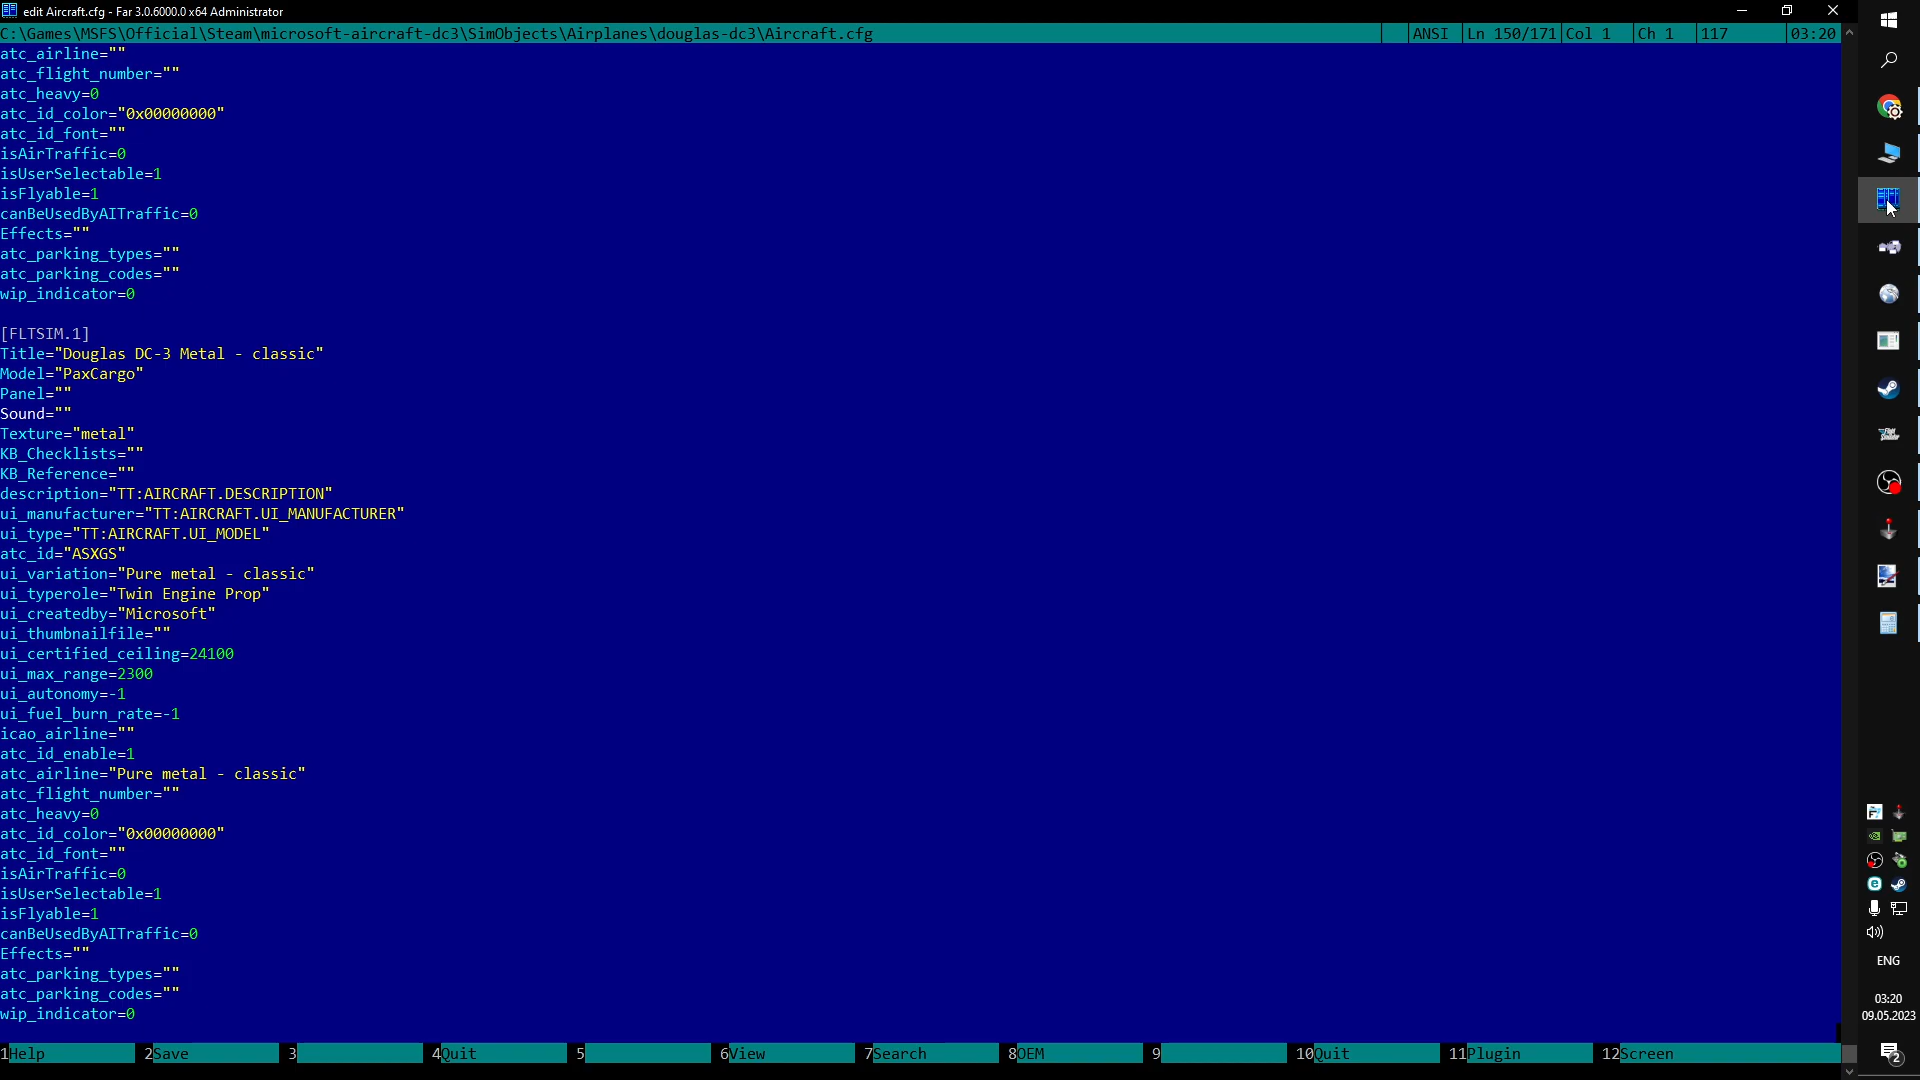 edit Aircraft.cfg - Far 3.0.6000.0 x64 Administrator
C:\Games\MSFS\Official\Steam\microsoft-aircraft-dc3\SimObjects\Airplanes\douglas-dc3\Aircraft.cfg ANSI Ln 150/171 Col 1 Ch 1 117 03:20
atc_airline=""
atc_flight_number=""
atc_heavy=0
atc_id_color="0x00000000"
atc_id_font=""
isAirTraffic=0
isUserSelectable=1
isFlyable=1
canBeUsedByAITraffic=0
Effects=""
atc_parking_types=""
atc_parking_codes=""
wip_indicator=0
[FLTSIM.1]
Title="Douglas DC-3 Metal - classic"
Model="PaxCargo"
Panel=""
Sound=""
Texture="metal"
KB_Checklists=""
KB_Reference=""
description="TT:AIRCRAFT.DESCRIPTION"
ui_manufacturer="TT:AIRCRAFT.UI_MANUFACTURER"
ui_type="TT:AIRCRAFT.UI_MODEL"
atc_id="ASXGS"
ui_variation="Pure metal - classic"
ui_typerole="Twin Engine Prop"
ui_createdby="Microsoft"
ui_thumbnailfile=""
ui_certified_ceiling=24100
ui_max_range=2300
ui_autonomy=-1
ui_fuel_burn_rate=-1
icao_airline=""
atc_id_enable=1
atc_airline="Pure metal - classic"
atc_flight_number=""
atc_heavy=0
atc_id_color="0x00000000"
atc_id_font=""
isAirTraffic=0
isUserSelectable=1
isFlyable=1
canBeUsedByAITraffic=0
Effects=""
atc_parking_types=""
atc_parking_codes=""
wip_indicator=0
1Help 2Save 3 4Quit 5 6View 7Search 8OEM 9 10Quit 11Plugin 12Screen
ENG
03:20
09.05.2023
2